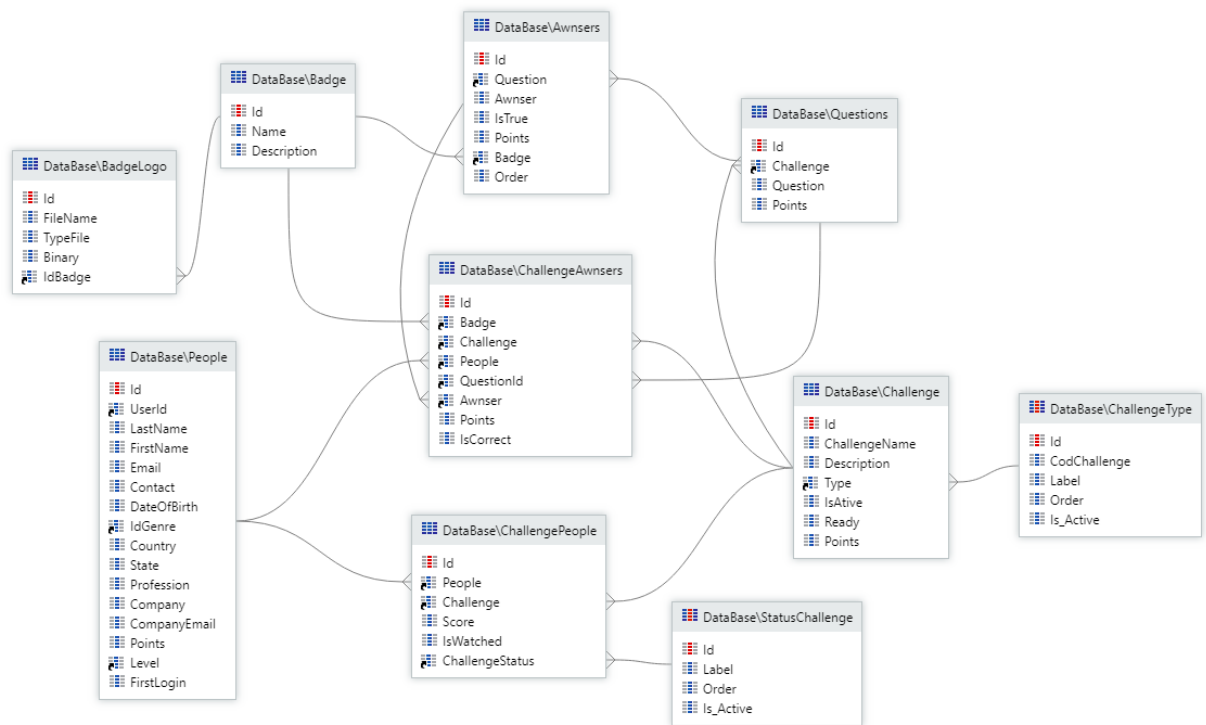 DataBase\Awnsers
Id
Question
Awnser
IsTrue
Points
Badge
Order
DataBase\Badge
Id
Name
Description
DataBase\Questions
Id
Challenge
Question
Points
DataBase\BadgeLogo
Id
FileName
TypeFile
Binary
IdBadge
DataBase\ChallengeAwnsers
Id
Badge
Challenge
People
QuestionId
Awnser
Points
IsCorrect
DataBase\People
Id
UserId
LastName
FirstName
Email
Contact
DateOfBirth
IdGenre
Country
State
Profession
Company
CompanyEmail
Points
Level
FirstLogin
DataBase\Challenge
Id
ChallengeName
Description
Type
IsAtive
Ready
Points
DataBase\ChallengeType
Id
CodChallenge
Label
Order
Is_Active
DataBase\ChallengePeople
Id
People
Challenge
Score
IsWatched
ChallengeStatus
DataBase\StatusChallenge
Id
Label
Order
Is_Active